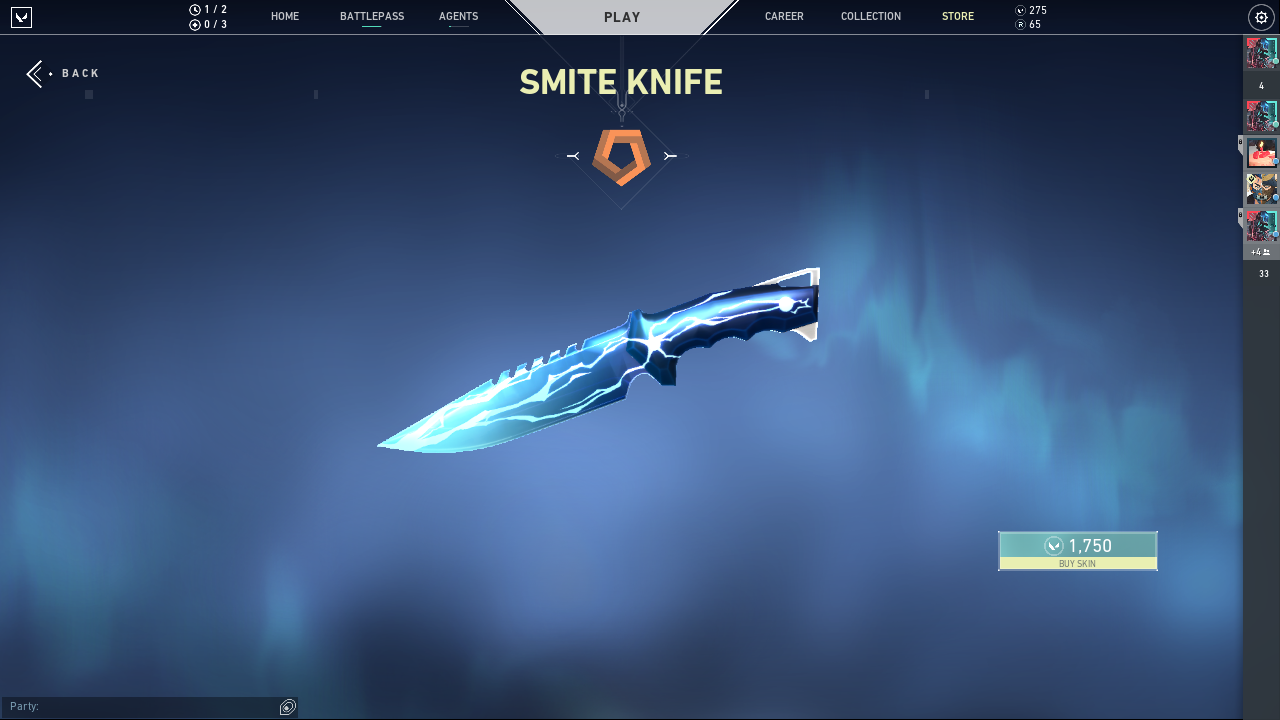 1 / 2
0 / 3
HOME
BATTLEPASS
AGENTS
PLAY
CAREER
COLLECTION
STORE
275
R 65
BACK
SMITE KNIFE
4
+4
33
1,750
BUY SKIN
Party: